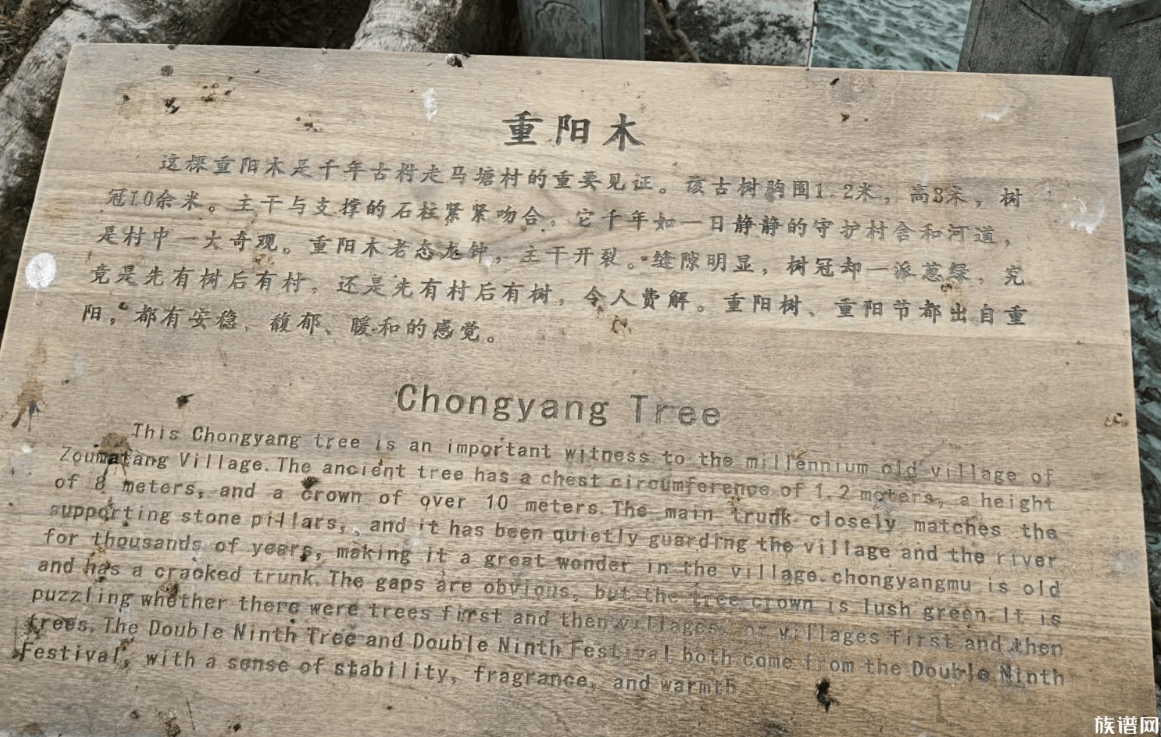 重阳木
这棵重阳木是千年古村走马塘村的重要见证。该古树胸围1.2米，高8米，树
冠10余米。主干与支撑的石柱紧紧吻合，它千年如一日静静的守护村舍和河道，
是村中一大奇观。重阳木老态龙钟，主干开裂。缝隙明显，树冠却一派葱绿、究
竟是先有树后有村，还是先有村后有树，令人费解。重阳树、重阳节都出自重
阳，都有安稳、馥郁、暖和的感觉。
Chongyang Tree
This Chongyang tree is an important witness to the millennium old village of
Zoumatang Village.The ancient tree has a chest circumference of 1.2 meters, a height
of 8 meters, and a crown of over 10 meters.The main trunk closely matches the
supporting stone pillars, and it has been quietly guarding the village and the river
for thousands of years, making it a great wonder in the village.chongyangmu is old
and has a cracked trunk.The gaps are obvious, but the tree crown is lush green.It is
puzzling whether there were trees first and then villages, or villages first and then
trees.The Double Ninth Tree and Double Ninth Festival both come from the Double Ninth
Festival, with a sense of stability, fragrance, and warmth
族谱网